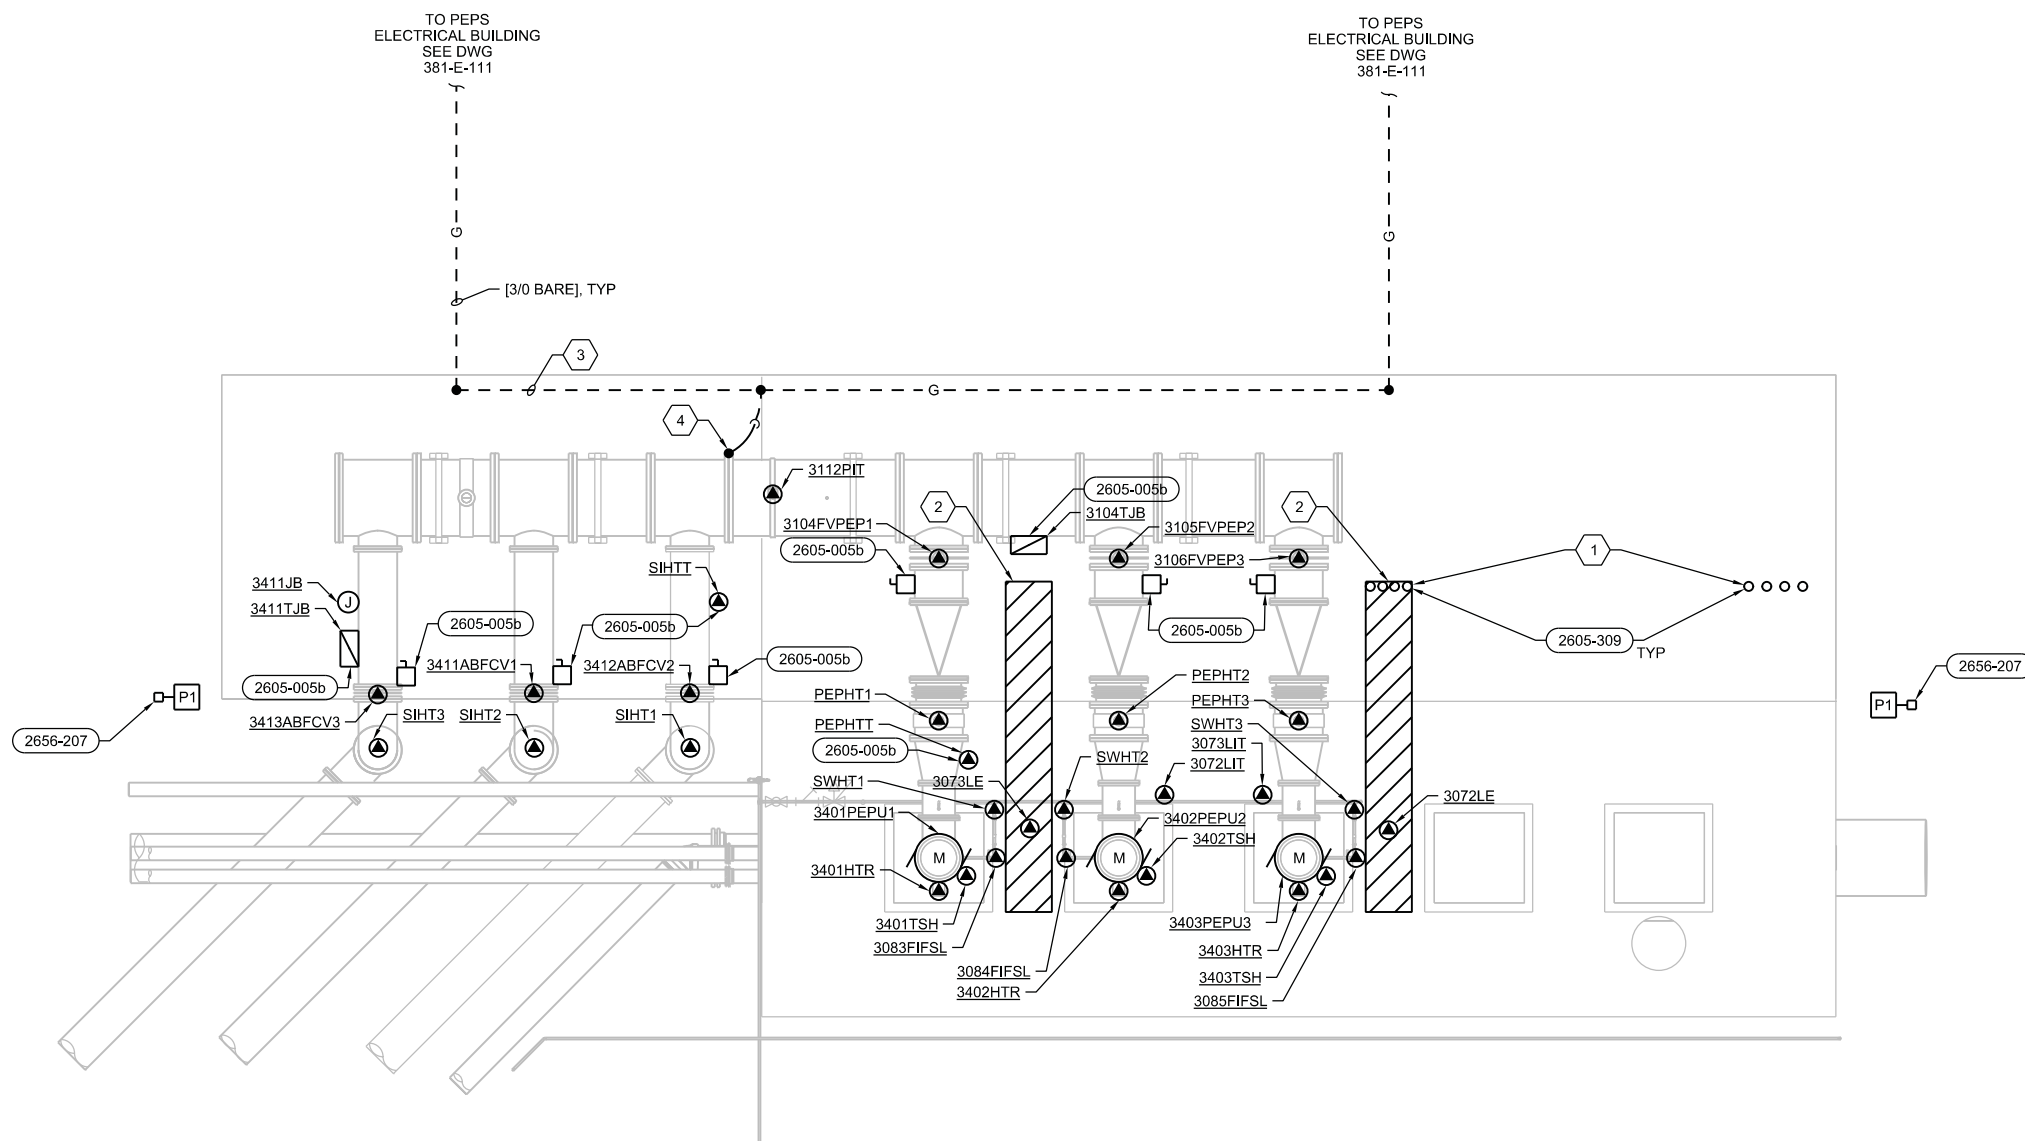 TO PEPS
ELECTRICAL BUILDING
SEE DWG
381-E-111
TO PEPS
ELECTRICAL BUILDING
SEE DWG
381-E-111
G
G
[3/0 BARE], TYP
3
G
4
3112PIT
2605-005b
2
3104TJB
2
3104FVPEP1
3105FVPEP2
2605-005b
3106FVPEP3
1
SIHTT
3411JB
J
3411TJB
2605-005b
2605-005b
2605-005b
2605-309
TYP
2605-005b
3411ABFCV1
3412ABFCV2
2605-005b
2656-207
P1
PEPHT1
PEPHT2
PEPHT3
P1
3413ABFCV3
SIHT3
SIHT2
SIHT1
PEPHTT
SWHT3
2656-207
2605-005b
SWHT2
3073LIT
3072LIT
SWHT1
3073LE
3072LE
3401PEPU1
3402PEPU2
3402TSH
M
M
M
3401HTR
3401TSH
3403PEPU3
3083FIFSL
3403HTR
3084FIFSL
3403TSH
3402HTR
3085FIFSL